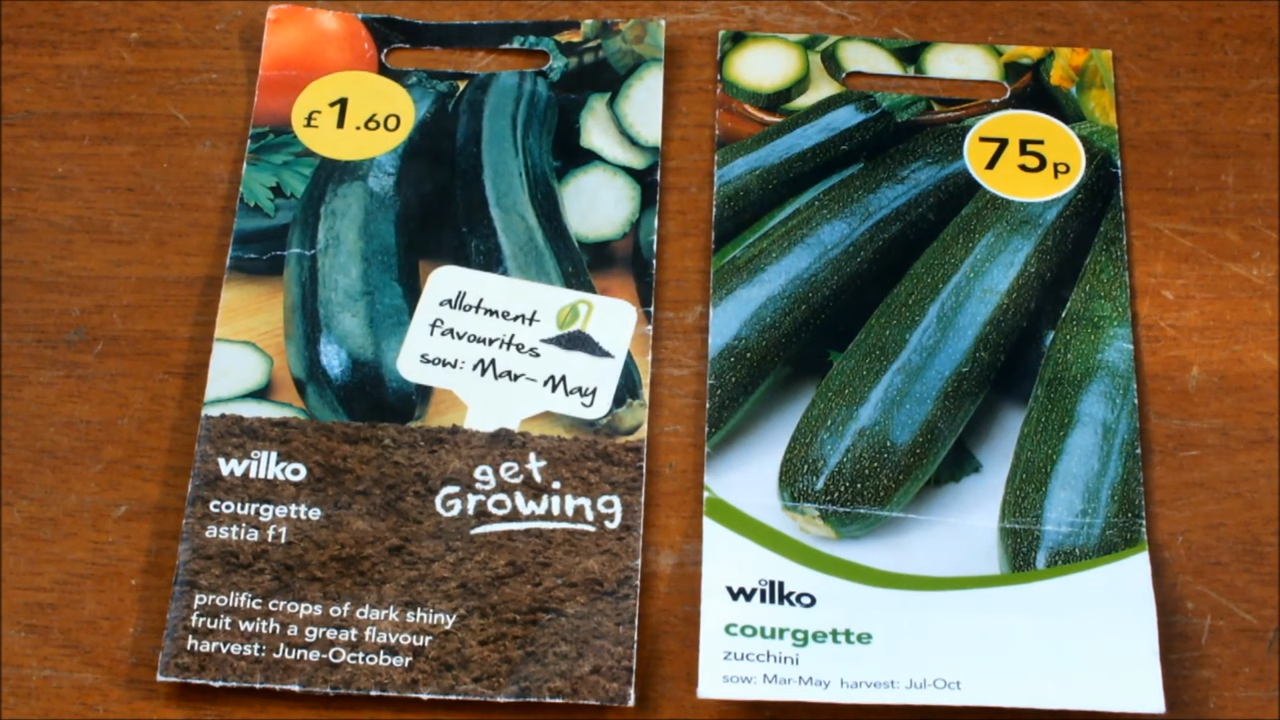 £1.60
allotment
favourites
sow: Mar-May
wilko
get
Growing
courgette
astia f1
prolific crops of dark shiny
fruit with a great flavour
harvest: June-October
75p
wilko
courgette
zucchini
sow: Mar-May harvest: Jul-Oct